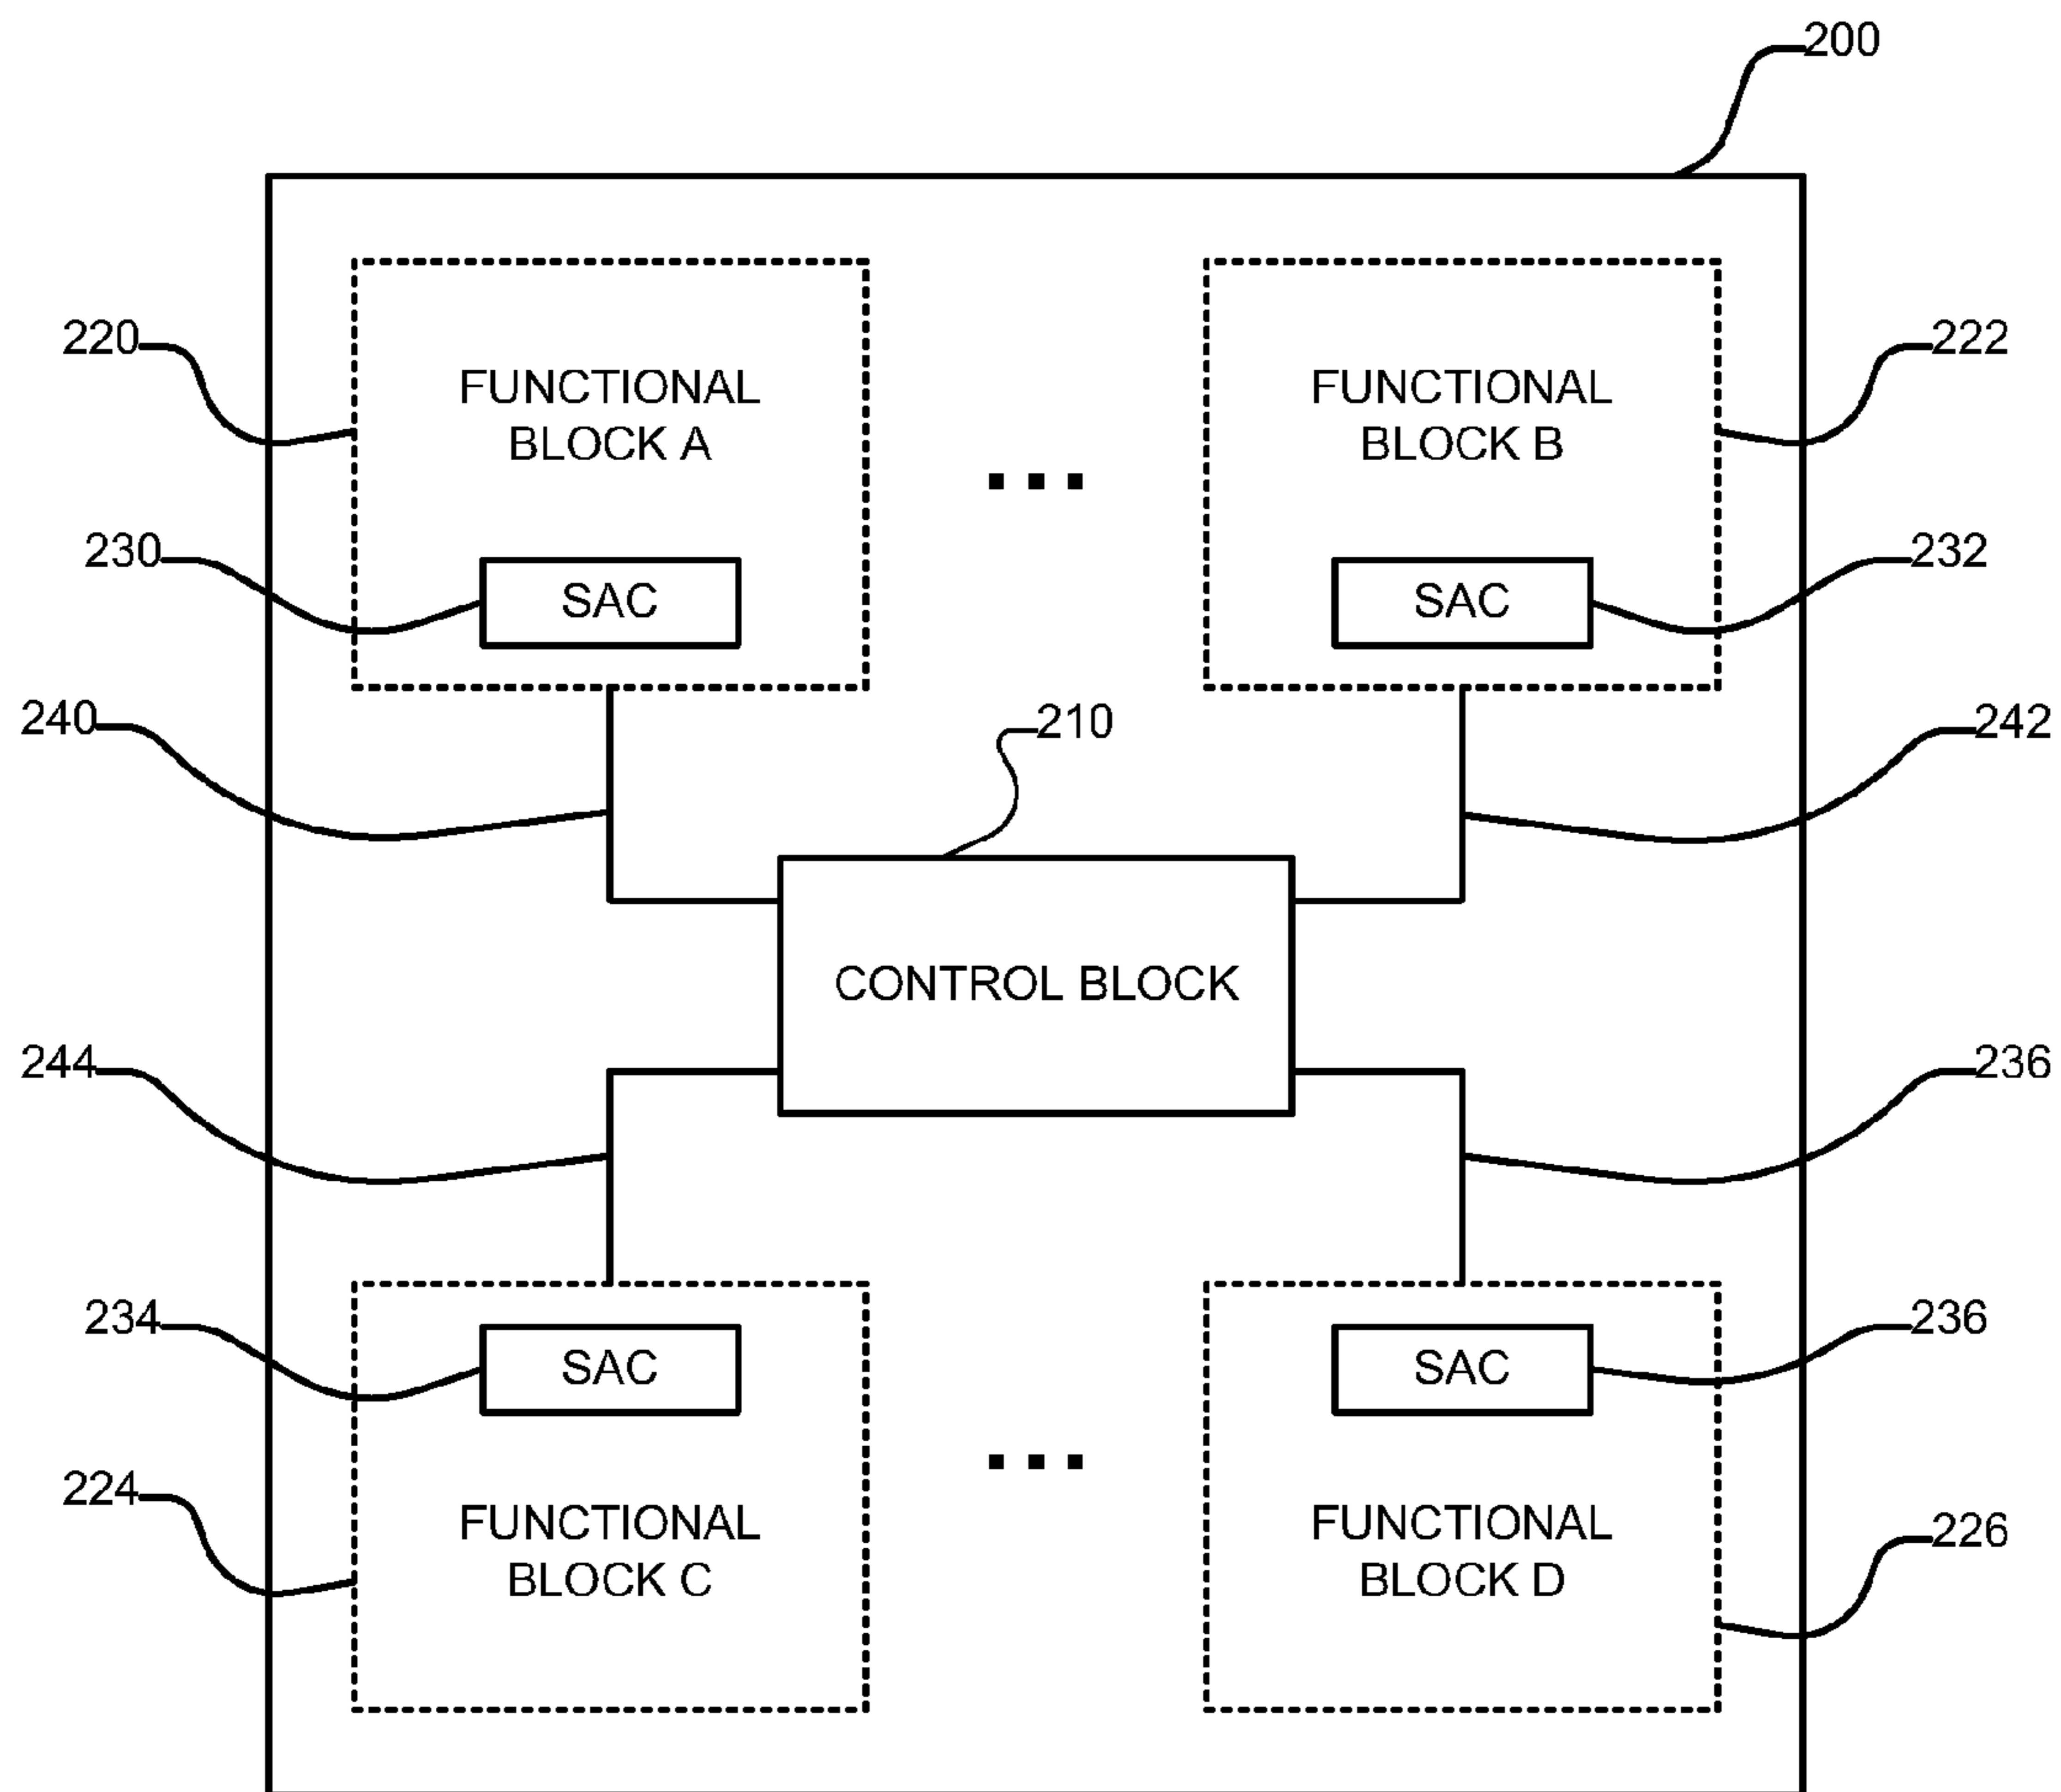 200
220
FUNCTIONAL
BLOCK A
FUNCTIONAL
BLOCK B
222
230
SAC
SAC
232
240
210
242
CONTROL BLOCK
244
236
234
SAC
SAC
236
224
FUNCTIONAL
BLOCK C
FUNCTIONAL
BLOCK D
226